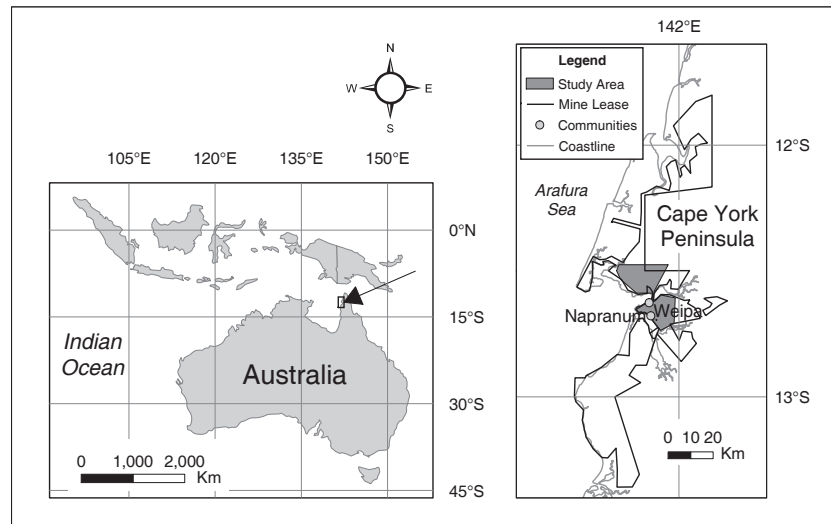 N
W E
S
105°E 120°E 135°E 150°E
0°N
15°S
30°S
45°S
Indian
Ocean
Australia
0 1,000 2,000
Km
142°E
Legend
Study Area
Mine Lease
Communities
Coastline
12°S
Arafura
Sea
Cape York
Peninsula
Napranum Weipa
13°S
0 10 20
Km